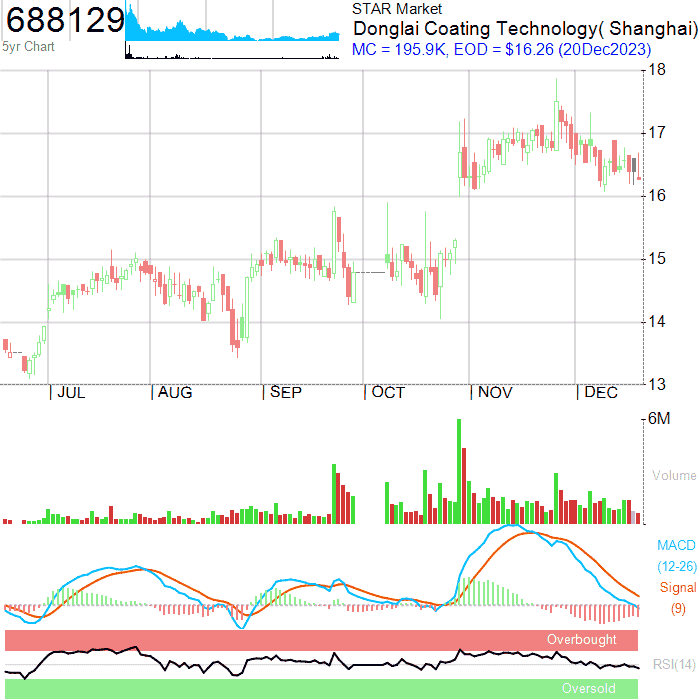 688129
5yr Chart
STAR Market
Donglai Coating Technology( Shanghai)
MC = 195.9K, EOD = $16.26 (20Dec2023)
18
17
16
15
14
13
JUL
AUG
SEP
OCT
NOV
DEC
6M
Volume
MACD
(12-26)
Signal
(9)
Overbought
RSI(14)
Oversold